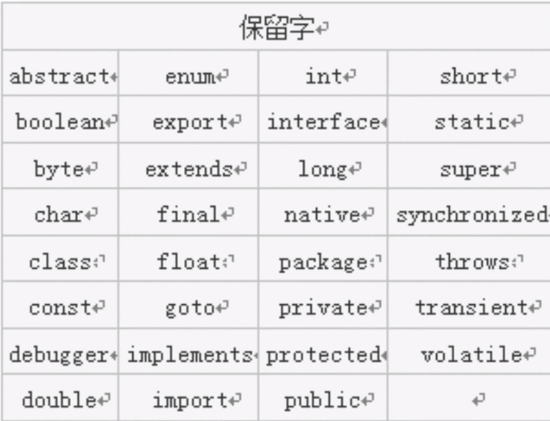 保留字
abstract enum int short
boolean export interface static
byte extends long super
char final native synchronized
class float package throws
const goto private transient
debugger implements protected volatile
double import public